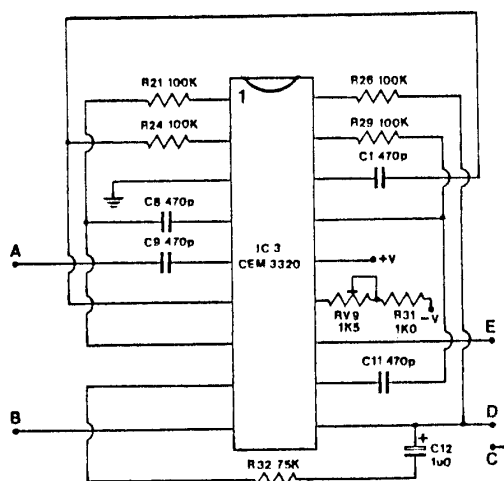 R21 100K
R26 100K
1
R24 100K
R29 100K
C1 470p
C8 470p
A
C9 470p
IC 3
CEM 3320
+V
RV9
1K5
R31
1K0
-V
E
C11 470p
B
D
+
C12
1u0
C
R32 75K